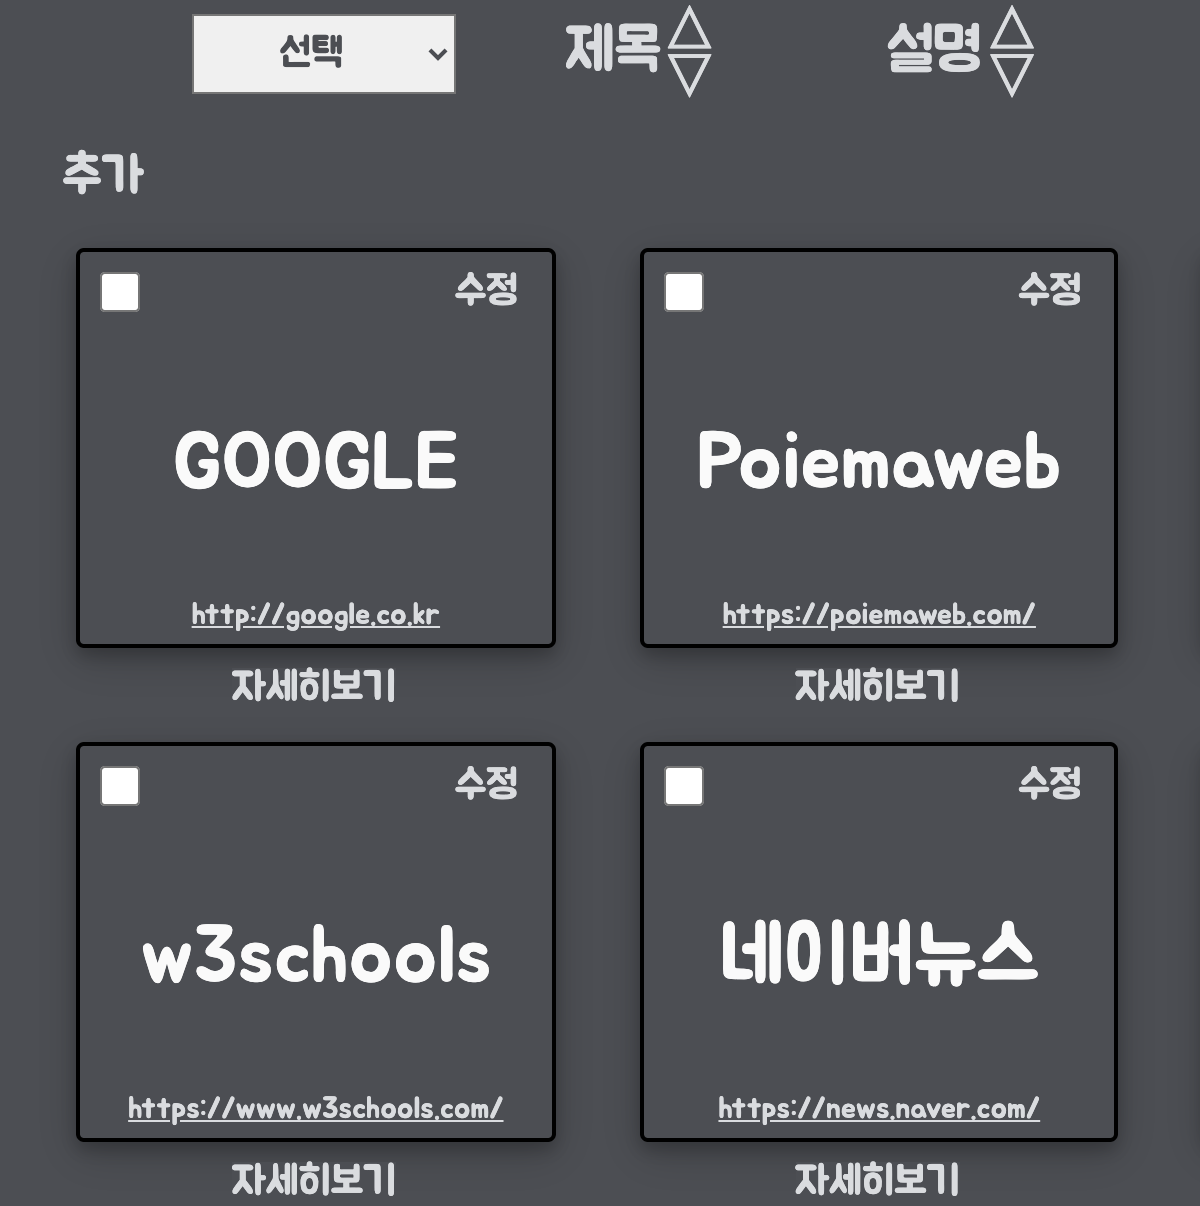 선택
제목
설명
추가
수정
GOOGLE
http://google.co.kr
자세히보기
수정
Poiemaweb
https://poiemaweb.com/
자세히보기
수정
w3schools
https://www.w3schools.com/
자세히보기
수정
네이버뉴스
https://news.naver.com/
자세히보기